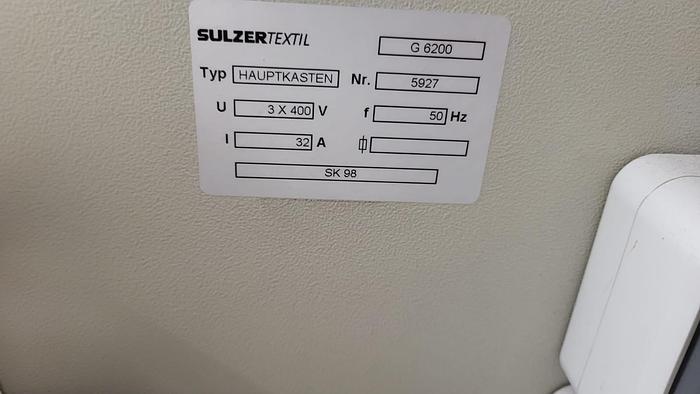 SULZERTEXTIL G 6200
Typ HAUPTKASTEN Nr. 5927
U 3 X 400 V f 50 Hz
I 32 A
SK 98